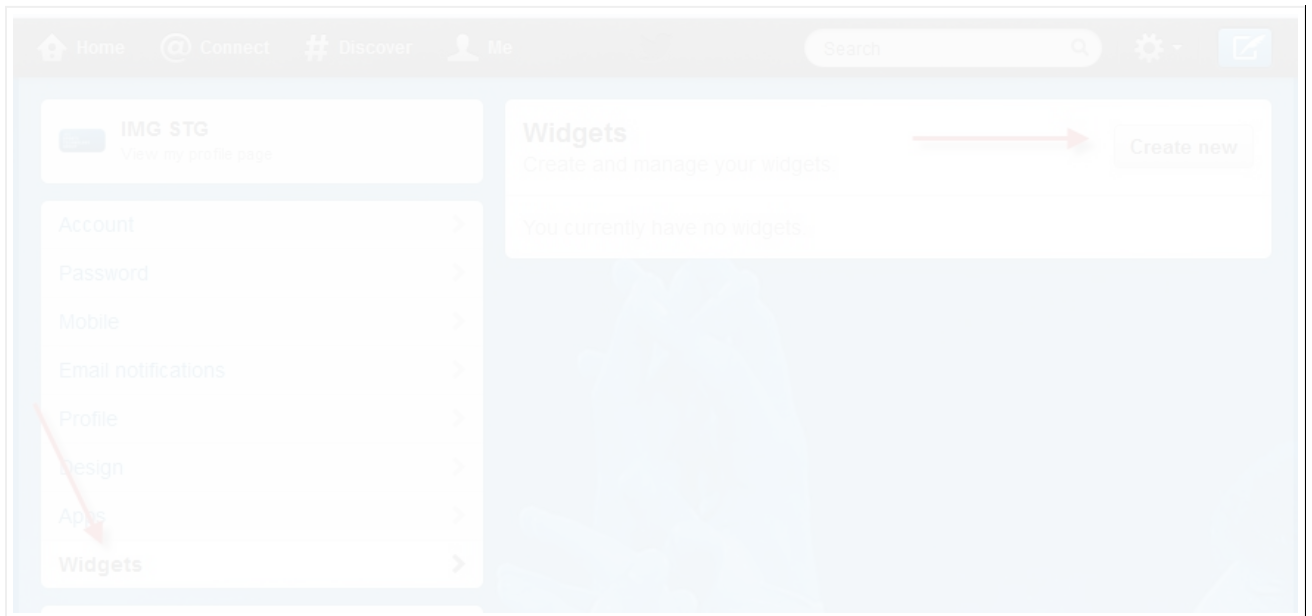 Home Connect Discover Me Search
IMG STG
View my profile page
Widgets
Create and manage your widgets.
Create new
You currently have no widgets.
Account
Password
Mobile
Email notifications
Profile
Design
Apps
Widgets